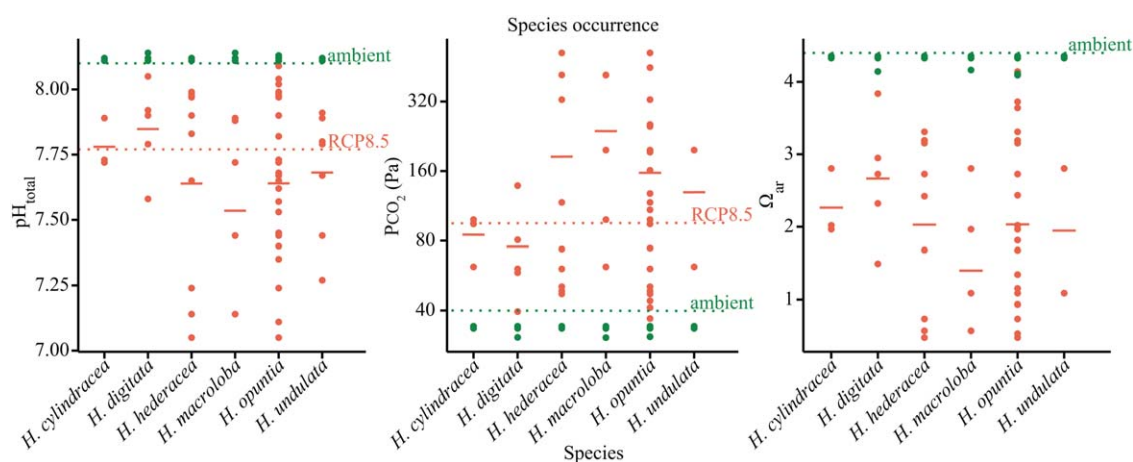 Species occurrence
pH_total
8.00
7.75
7.50
7.25
7.00
ambient
RCP8.5
H. cylindracea
H. digitata
H. hederacea
H. macroloba
H. opuntia
H. undulata
PCO₂ (Pa)
320
160
80
40
RCP8.5
ambient
H. cylindracea
H. digitata
H. hederacea
H. macroloba
H. opuntia
H. undulata
Species
Ω_ar
4
3
2
1
ambient
H. cylindracea
H. digitata
H. hederacea
H. macroloba
H. opuntia
H. undulata